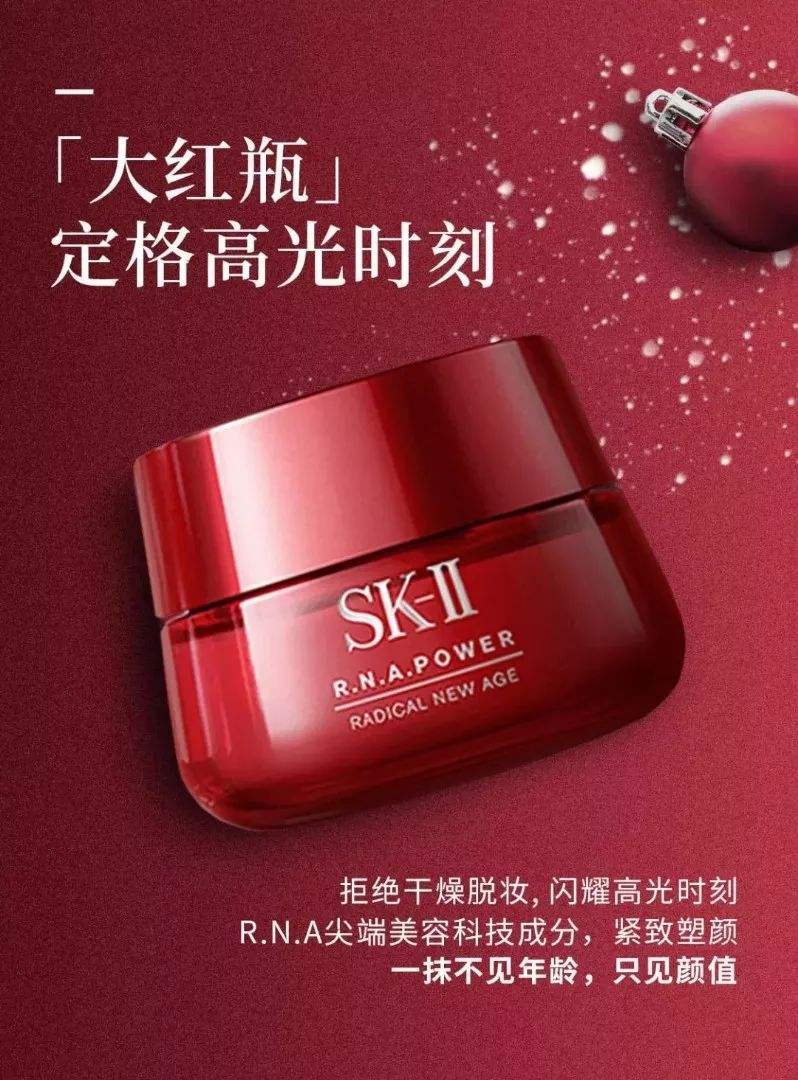 「大红瓶」
定格高光时刻
SK-II
R.N.A.POWER
RADICAL NEW AGE
拒绝干燥脱妆,闪耀高光时刻
R.N.A尖端美容科技成分，紧致塑颜
一抹不见年龄，只见颜值